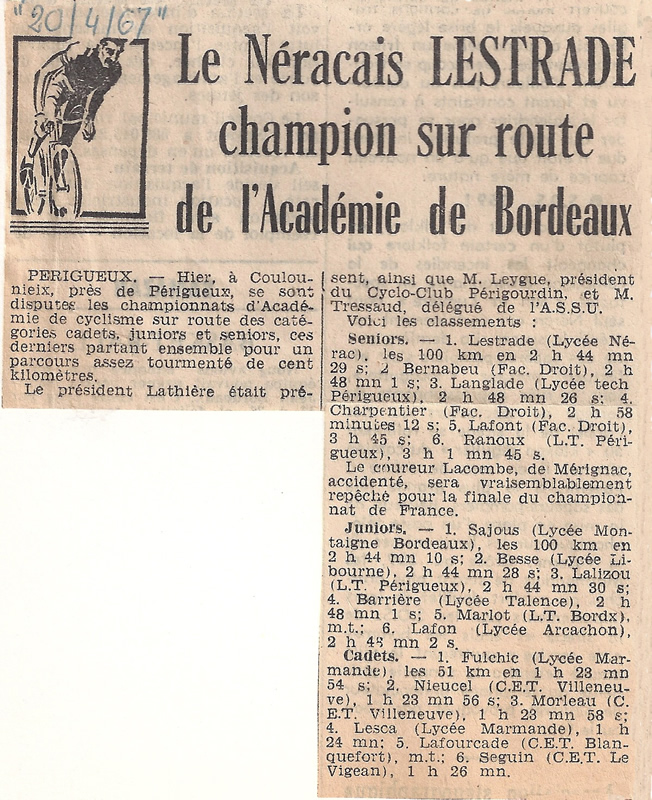 "20/4/67"
Le Néracais LESTRADE
champion sur route
de l'Académie de Bordeaux
PERIGUEUX. — Hier, à Coulou-
nieix, près de Périgueux, se sont
disputés les championnats d'Acadé-
mie de cyclisme sur route des caté-
gories cadets, juniors et seniors, ces
derniers partant ensemble pour un
parcours assez tourmenté de cent
kilomètres.
Le président Lathière était pré-
sent, ainsi que M. Leygue, président
du Cyclo-Club Périgourdin, et M.
Tressaud, délégué de l'A.S.S.U.
Voici les classements :
Seniors. — 1. Lestrade (Lycée Né-
rac), les 100 km en 2 h 44 mn
29 s; 2 Bernabeu (Fac. Droit), 2 h
48 mn 1 s; 3. Langlade (Lycée tech
Périgueux), 2 h 48 mn 26 s; 4.
Charpentier (Fac. Droit), 2 h 58
minutes 12 s; 5. Lafont (Fac. Droit),
3 h 45 s; 6. Ranoux (L.T. Péri-
gueux), 3 h 1 mn 45 s.
Le coureur Lacombe, de Mérignac,
accidenté, sera vraisemblablement
repêché pour la finale du champion-
nat de France.
Juniors. — 1. Sajous (Lycée Mon-
taigne Bordeaux), les 100 km en
2 h 44 mn 10 s; 2. Besse (Lycée Li-
bourne), 2 h 44 mn 28 s; 3. Lalizou
(L.T. Périgueux), 2 h 44 mn 30 s;
4. Barrière (Lycée Talence), 2 h
48 mn 1 s; 5. Marlot (L.T. Bordx),
m.t.; 6. Lafon (Lycée Arcachon),
2 h 48 mn 2 s.
Cadets. — 1. Fulchic (Lycée Mar-
mande), les 51 km en 1 h 23 mn
54 s; 2. Nieucel (C.E.T. Villeneu-
ve), 1 h 23 mn 56 s; 3. Morleau (C.
E.T. Villeneuve), 1 h 23 mn 58 s;
4. Lesca (Lycée Marmande), 1 h
24 mn; 5. Lafourcade (C.E.T. Blan-
quefort), m.t.; 6. Seguin (C.E.T. Le
Vigean), 1 h 26 mn.